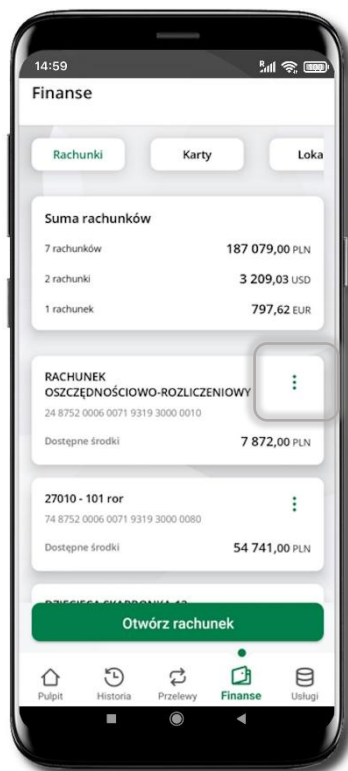 14:59
Finanse
Rachunki Karty Loka
Suma rachunków
7 rachunków 187 079,00 PLN
2 rachunki 3 209,03 USD
1 rachunek 797,62 EUR
RACHUNEK
OSZCZĘDNOŚCIOWO-ROZLICZENIOWY
24 8752 0006 0071 9319 3000 0010
Dostępne środki 7 872,00 PLN
27010 - 101 ror
74 8752 0006 0071 9319 3000 0080
Dostępne środki 54 741,00 PLN
Otwórz rachunek
Pulpit Historia Przelewy Finanse Usługi